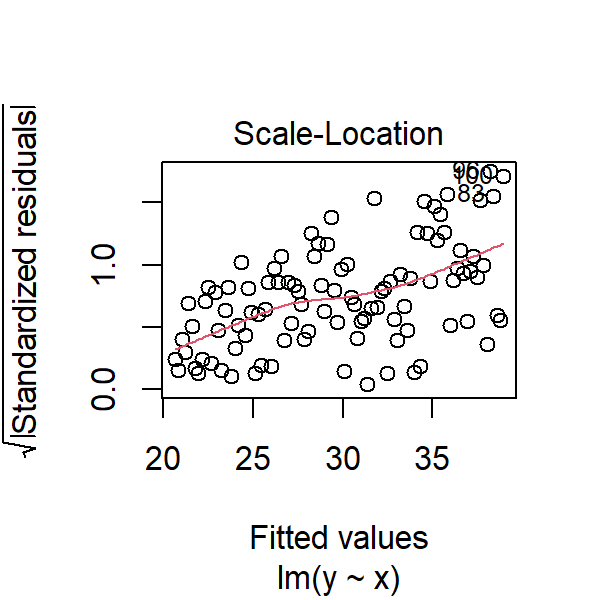 Scale-Location
√|Standardized residuals|
0.0 1.0
96
100
83
20 25 30 35
Fitted values
lm(y ~ x)